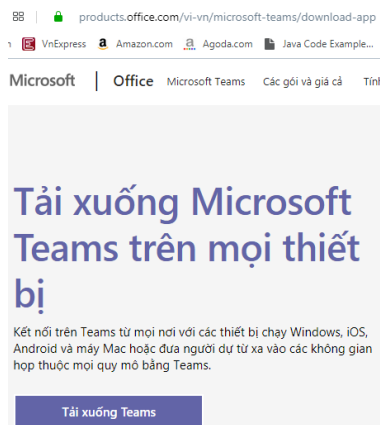 products.office.com/vi-vn/microsoft-teams/download-app
VnExpress Amazon.com Agoda.com Java Code Example...
Microsoft Office Microsoft Teams Các gói và giá cả Tính
Tải xuống Microsoft
Teams trên mọi thiết
bị
Kết nối trên Teams từ mọi nơi với các thiết bị chạy Windows, iOS,
Android và máy Mac hoặc đưa người dự từ xa vào các không gian
họp thuộc mọi quy mô bằng Teams.
Tải xuống Teams